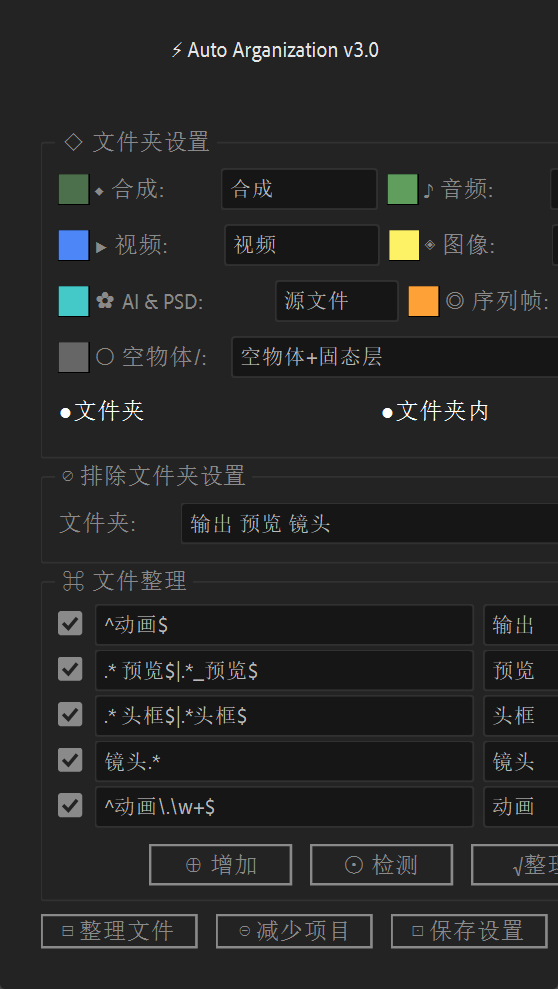 ⚡ Auto Arganization v3.0
◇ 文件夹设置
⬥ 合成: 合成 ♪ 音频:
▶ 视频: 视频 ◈ 图像:
✿ AI & PSD: 源文件 ◎ 序列帧:
○ 空物体/: 空物体+固态层
●文件夹 ●文件夹内
⊘ 排除文件夹设置
文件夹: 输出 预览 镜头
⌘ 文件整理
^动画$ 输出
.* 预览$|.*_预览$ 预览
.* 头框$|.*头框$ 头框
镜头.* 镜头
^动画\.\w+$ 动画
⊕ 增加 ⊙ 检测 √整理
⊟ 整理文件 ⊝ 减少项目 ⊡ 保存设置